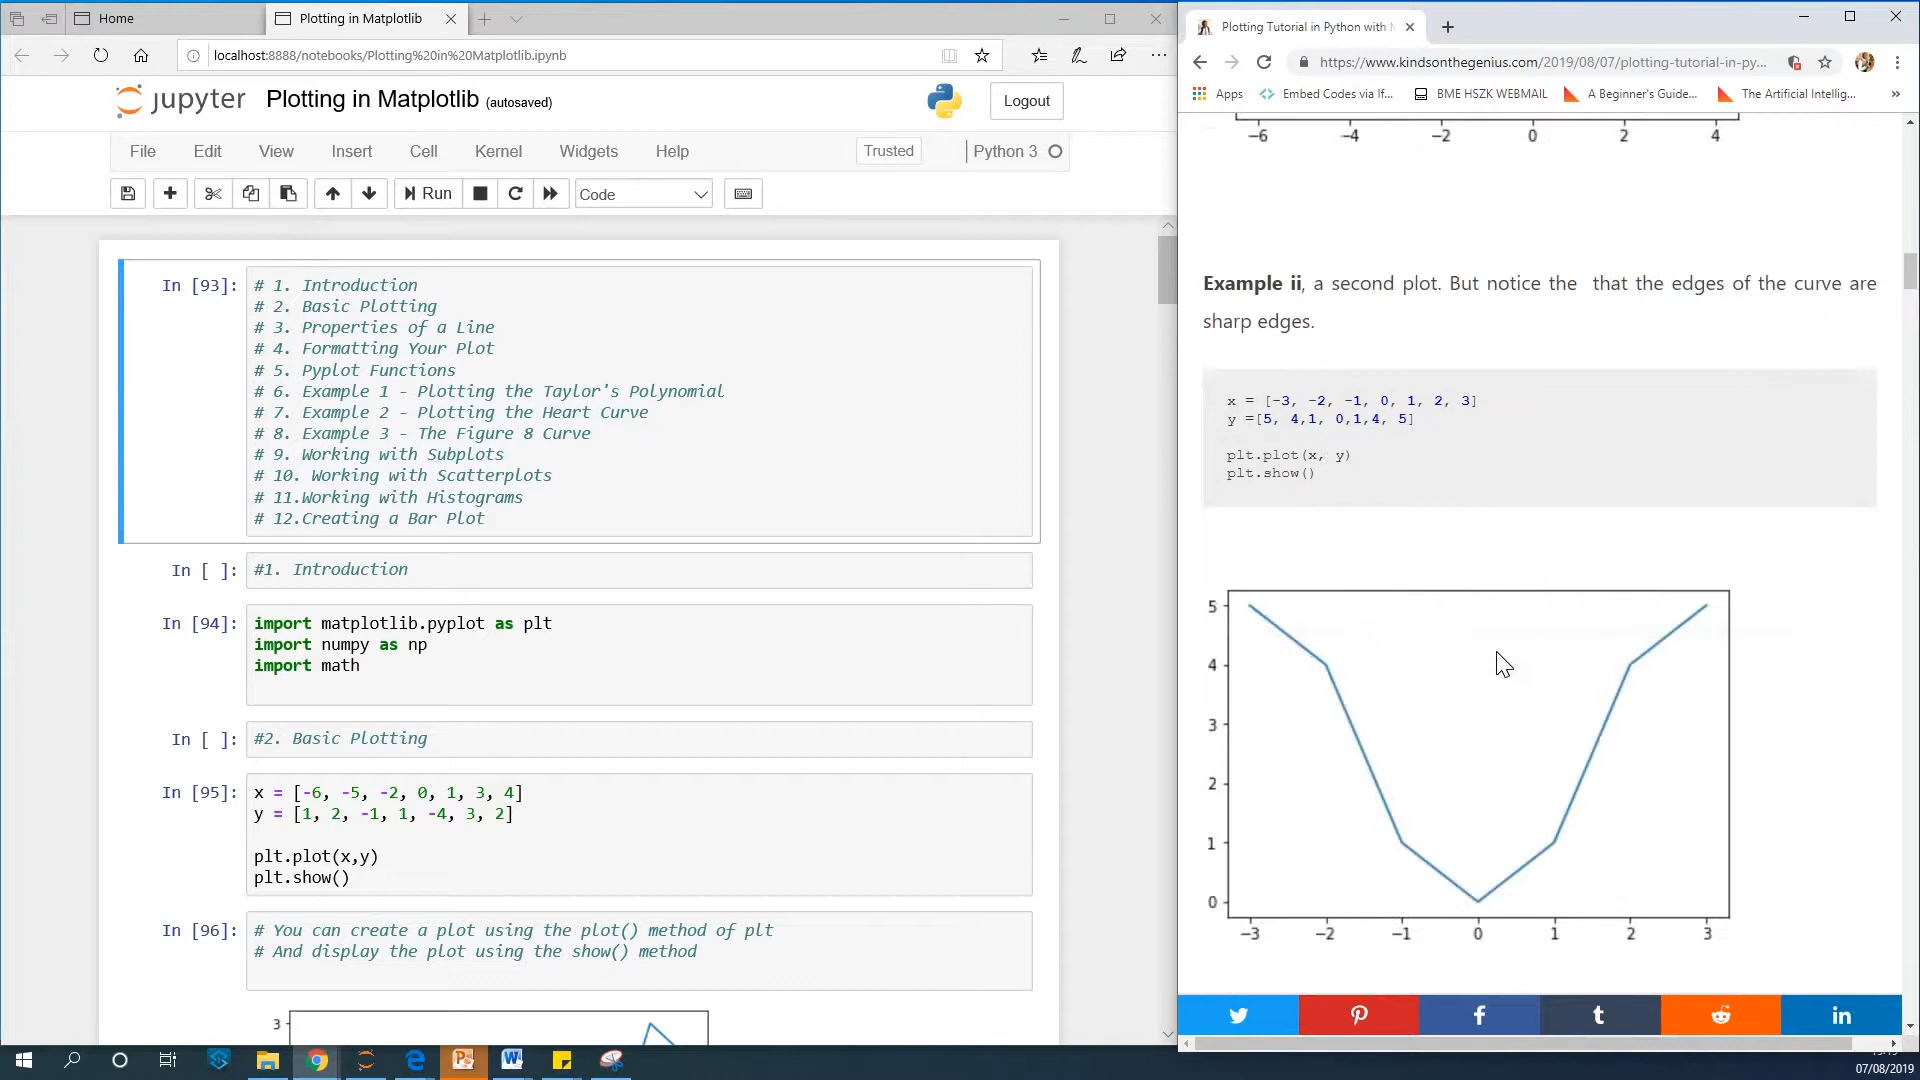 Home
Plotting in Matplotlib
localhost:8888/notebooks/Plotting%20in%20Matplotlib.ipynb
jupyter Plotting in Matplotlib (autosaved)
Logout
File Edit View Insert Cell Kernel Widgets Help
Trusted
Python 3
Run
Code
In [93]:
# 1. Introduction
# 2. Basic Plotting
# 3. Properties of a Line
# 4. Formatting Your Plot
# 5. Pyplot Functions
# 6. Example 1 - Plotting the Taylor's Polynomial
# 7. Example 2 - Plotting the Heart Curve
# 8. Example 3 - The Figure 8 Curve
# 9. Working with Subplots
# 10. Working with Scatterplots
# 11.Working with Histograms
# 12.Creating a Bar Plot
In [ ]: #1. Introduction
In [94]: import matplotlib.pyplot as plt
import numpy as np
import math
In [ ]: #2. Basic Plotting
In [95]: x = [-6, -5, -2, 0, 1, 3, 4]
y = [1, 2, -1, 1, -4, 3, 2]
plt.plot(x,y)
plt.show()
In [96]: # You can create a plot using the plot() method of plt
# And display the plot using the show() method
3
Plotting Tutorial in Python with
https://www.kindsonthegenius.com/2019/08/07/plotting-tutorial-in-py...
Apps Embed Codes via If... BME HSZK WEBMAIL A Beginner's Guide... The Artificial Intellig...
−6 −4 −2 0 2 4
Example ii, a second plot. But notice the that the edges of the curve are
sharp edges.
x = [-3, -2, -1, 0, 1, 2, 3]
y =[5, 4,1, 0,1,4, 5]
plt.plot(x, y)
plt.show()
5
4
3
2
1
0
−3 −2 −1 0 1 2 3
07/08/2019